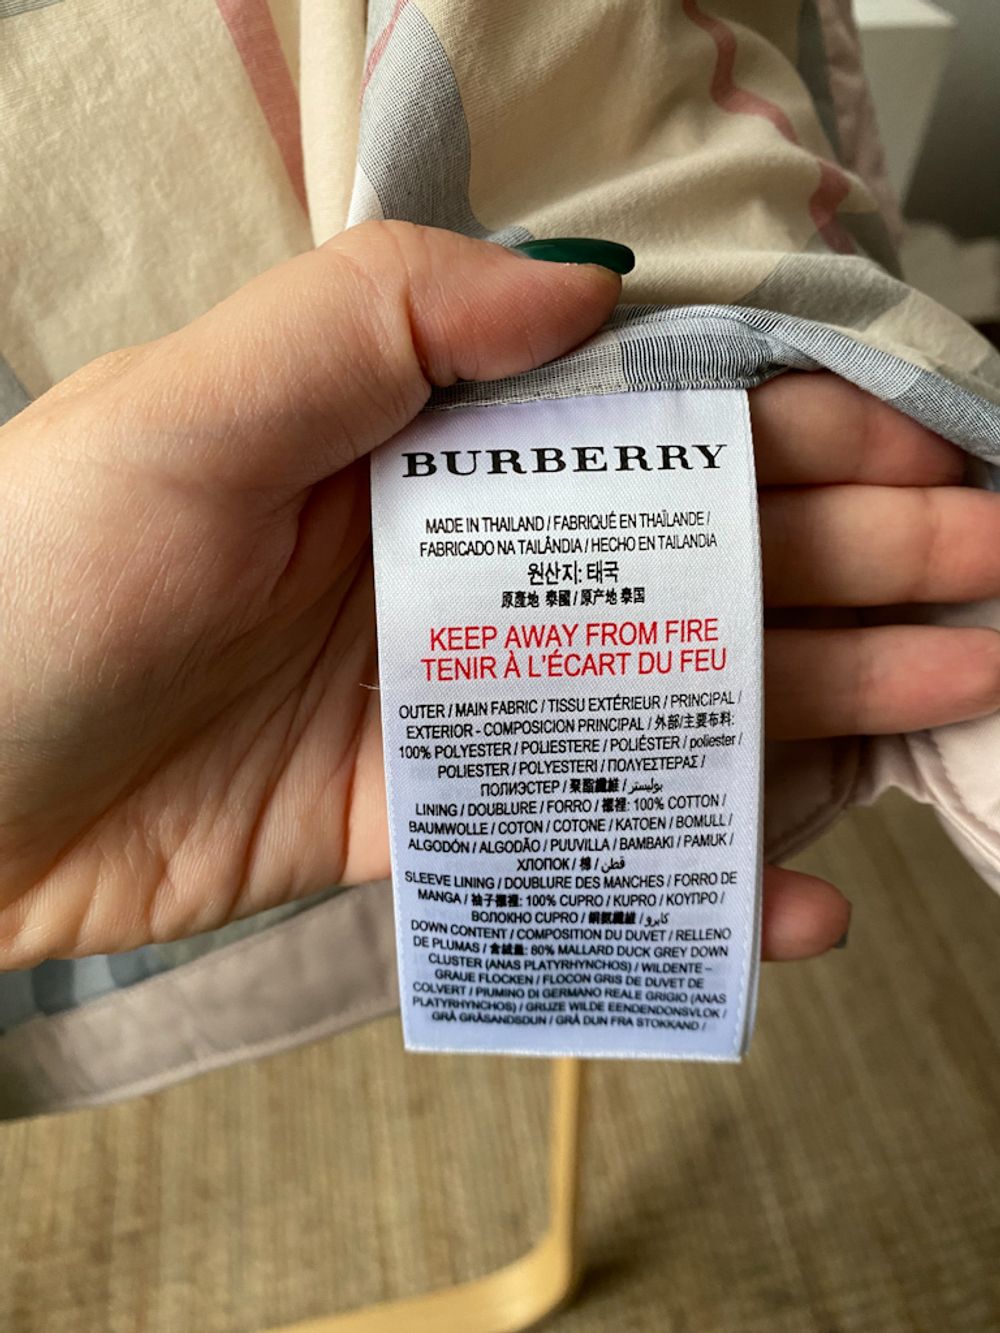 BURBERRY
MADE IN THAILAND / FABRIQUÉ EN THAÏLANDE /
FABRICADO NA TAILÂNDIA / HECHO EN TAILANDIA
원산지: 태국
原產地 泰國 / 原产地 泰国
KEEP AWAY FROM FIRE
TENIR À L'ÉCART DU FEU
OUTER / MAIN FABRIC / TISSU EXTÉRIEUR / PRINCIPAL /
EXTERIOR - COMPOSICION PRINCIPAL / 外部/主要布料:
100% POLYESTER / POLIESTERE / POLIÉSTER / poliester /
POLIESTER / POLYESTERI / ΠΟΛΥΕΣΤΕΡΑΣ /
ПОЛИЭСТЕР / 聚酯纖維 / بوليستر
LINING / DOUBLURE / FORRO / 襯裡: 100% COTTON /
BAUMWOLLE / COTON / COTONE / KATOEN / BOMULL /
ALGODÓN / ALGODÃO / PUUVILLA / BAMBAKI / PAMUK /
ХЛОПОК / 棉 / قطن
SLEEVE LINING / DOUBLURE DES MANCHES / FORRO DE
MANGA / 袖子襯裡: 100% CUPRO / KUPRO / ΚΟΥΠΡΟ /
ВОЛОКНО CUPRO / 銅氨纖維 / كابرو
DOWN CONTENT / COMPOSITION DU DUVET / RELLENO
DE PLUMAS / 含絨量: 80% MALLARD DUCK GREY DOWN
CLUSTER (ANAS PLATYRHYNCHOS) / WILDENTE –
GRAUE FLOCKEN / FLOCON GRIS DE DUVET DE
COLVERT / PIUMINO DI GERMANO REALE GRIGIO (ANAS
PLATYRHYNCHOS) / GRIJZE WILDE EENDENDONSVLOK /
GRÅ GRÄSANDSDUN / GRÅ DUN FRA STOKKAND /